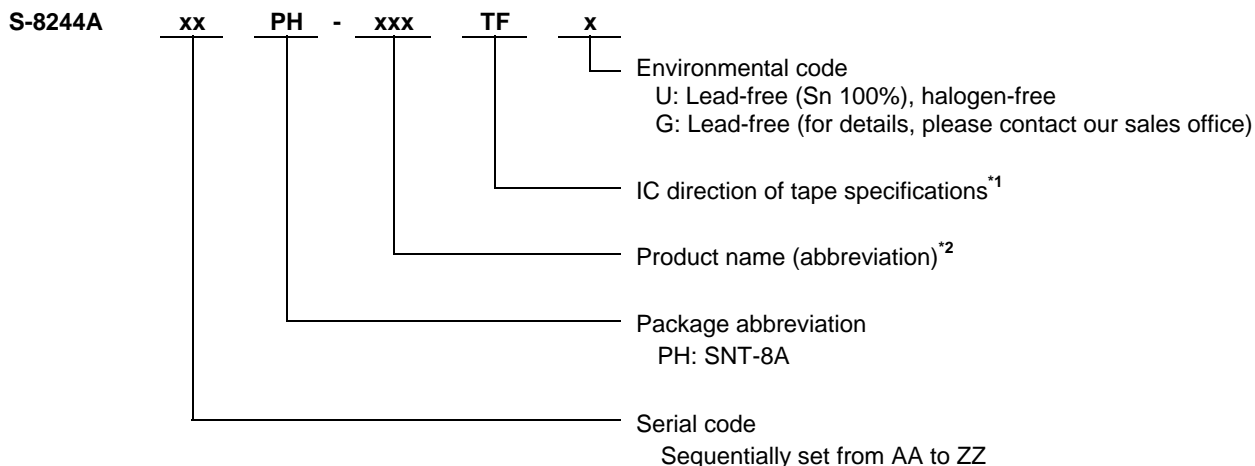 S-8244A xx PH - xxx TF x
Environmental code
U: Lead-free (Sn 100%), halogen-free
G: Lead-free (for details, please contact our sales office)
IC direction of tape specifications*1
Product name (abbreviation)*2
Package abbreviation
PH: SNT-8A
Serial code
Sequentially set from AA to ZZ